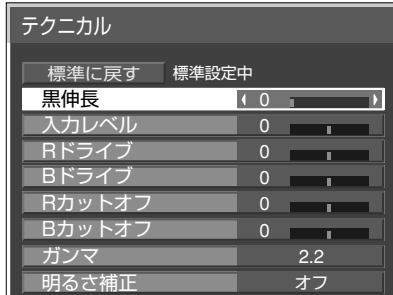 テクニカル
標準に戻す 標準設定中
黒伸長 0
入力レベル 0
Rドライブ 0
Bドライブ 0
Rカットオフ 0
Bカットオフ 0
ガンマ 2.2
明るさ補正 オフ